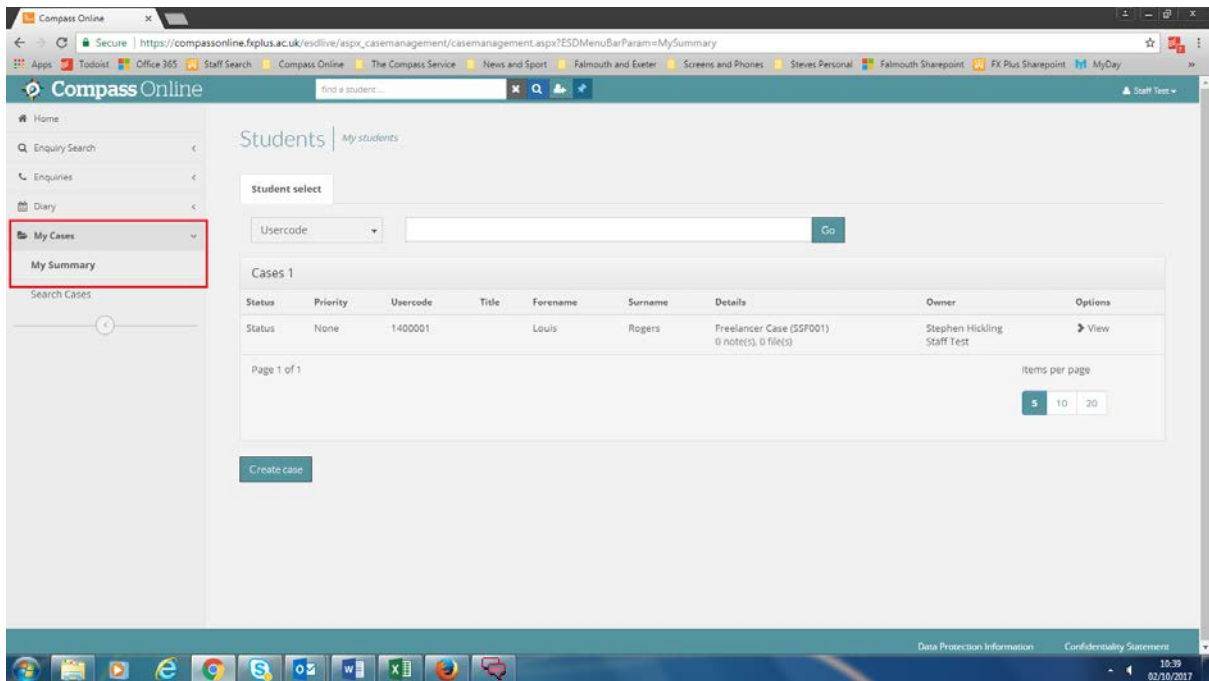 Compass Online
Secure | https://compassonline.fxplus.ac.uk/esdlive/aspx_casemanagement/casemanagement.aspx?ESDMenuBarParam=MySummary
Apps Todoist Office 365 Staff Search Compass Online The Compass Service News and Sport Falmouth and Exeter Screens and Phones Steves Personal Falmouth Sharepoint FX Plus Sharepoint MyDay
Compass Online find a student ... Staff Test
Home
Enquiry Search
Enquiries
Diary
My Cases
My Summary
Search Cases
Students | My students
Student select
Usercode Go
Cases 1
Status Priority Usercode Title Forename Surname Details Owner Options
Status None 1400001 Louis Rogers Freelancer Case (SSF001) Stephen Hickling View
0 note(s), 0 file(s) Staff Test
Page 1 of 1 Items per page
5 10 20
Create case
Data Protection Information Confidentiality Statement
10:39
02/10/2017